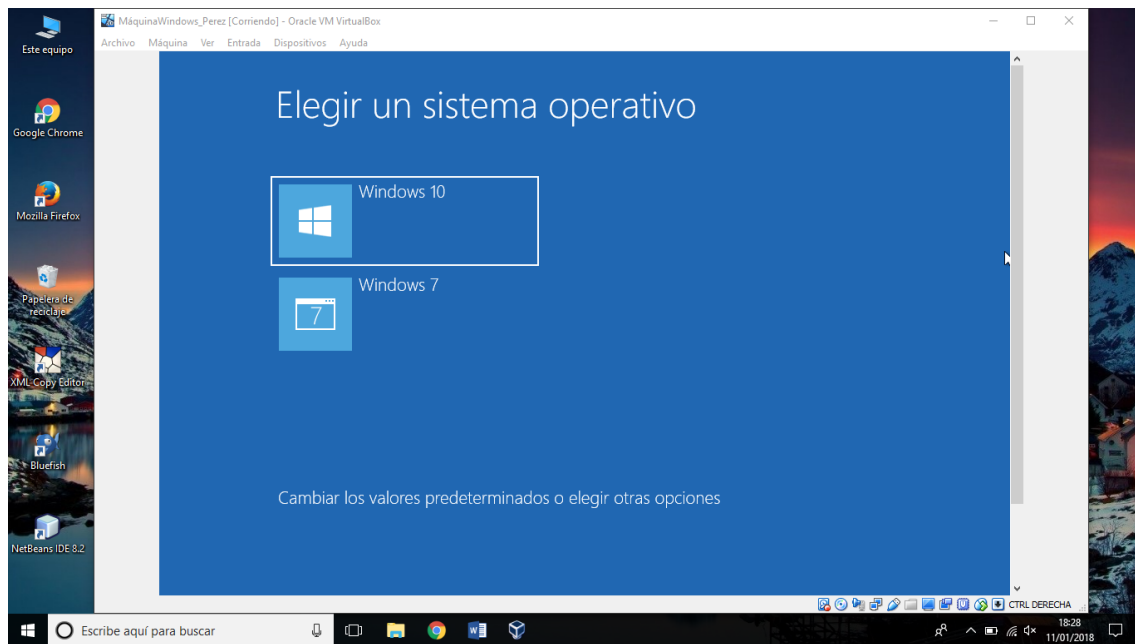 Este equipo
Google Chrome
Mozilla Firefox
Papelera de
reciclaje
XML Copy Editor
Bluefish
NetBeans IDE 8.2
MáquinaWindows_Perez [Corriendo] - Oracle VM VirtualBox
Archivo Máquina Ver Entrada Dispositivos Ayuda
Elegir un sistema operativo
Windows 10
7
Windows 7
Cambiar los valores predeterminados o elegir otras opciones
CTRL DERECHA
Escribe aquí para buscar
18:28
11/01/2018